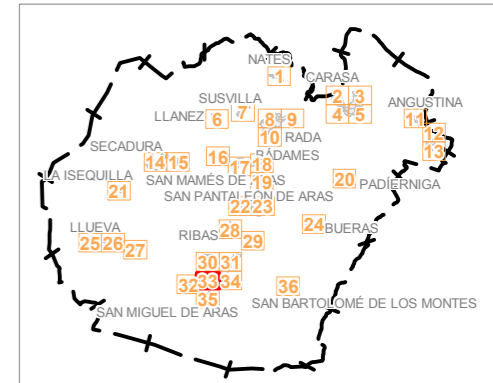 NATES
1
CARASA
2 3
SUSVILLA
ANGUSTINA
4 5
LLANEZ
6
7
8 9
11
10
RADA
12
SECADURA
13
BÁDAMES
14 15
16
17
18
LA ISEQUILLA
SAN MAMÉS DE ARAS
19
20
PADÍERNIGA
21
SAN PANTALEÓN DE ARAS
22 23
LLUEVA
24
BUERAS
RIBAS
28
25 26
27
29
30 31
32
33
34
36
35
SAN BARTOLOMÉ DE LOS MONTES
SAN MIGUEL DE ARAS